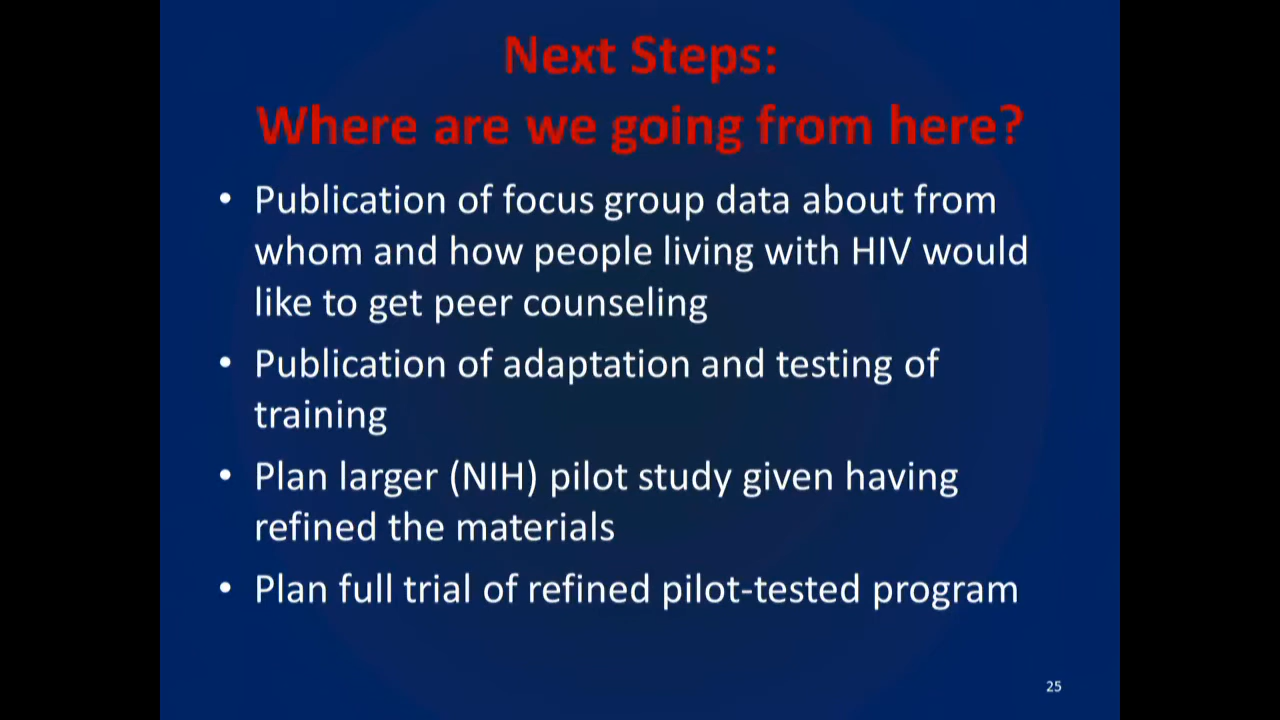 Next Steps:
Where are we going from here?
• Publication of focus group data about from
whom and how people living with HIV would
like to get peer counseling
• Publication of adaptation and testing of
training
• Plan larger (NIH) pilot study given having
refined the materials
• Plan full trial of refined pilot-tested program
25